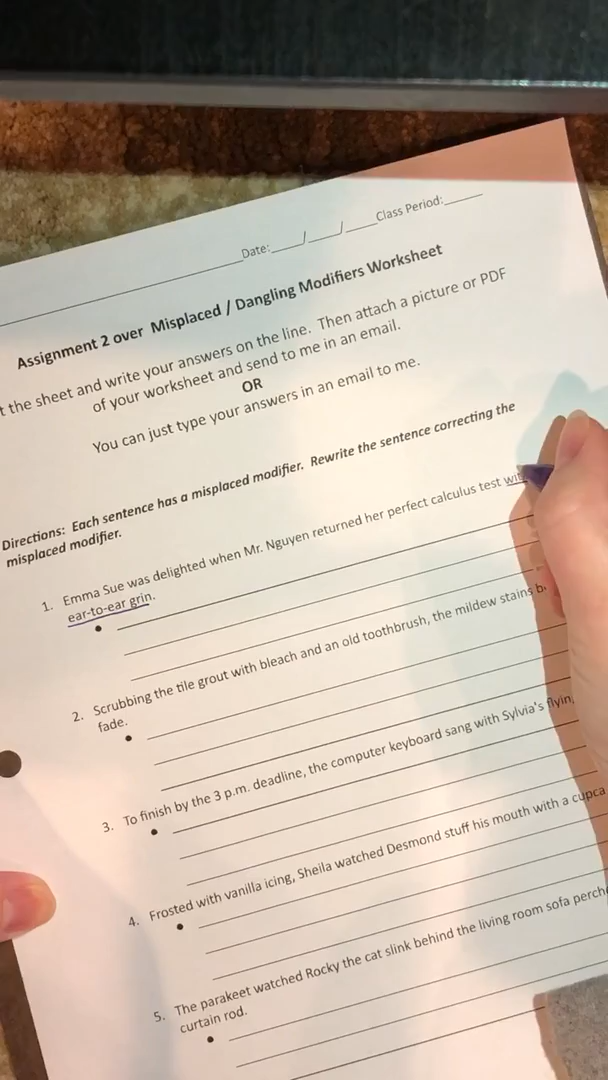 Date:____/____/____Class Period:_____
Assignment 2 over Misplaced / Dangling Modifiers Worksheet
the sheet and write your answers on the line. Then attach a picture or PDF
of your worksheet and send to me in an email.
OR
You can just type your answers in an email to me.
Directions: Each sentence has a misplaced modifier. Rewrite the sentence correcting the
misplaced modifier.
1. Emma Sue was delighted when Mr. Nguyen returned her perfect calculus test
ear-to-ear grin.
2. Scrubbing the tile grout with bleach and an old toothbrush, the mildew stains
fade.
3. To finish by the 3 p.m. deadline, the computer keyboard sang with Sylvia's
4. Frosted with vanilla icing, Sheila watched Desmond stuff his mouth with a
5. The parakeet watched Rocky the cat slink behind the living room sofa
curtain rod.